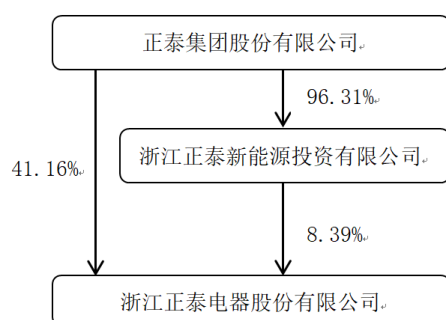 正泰集团股份有限公司
96.31%
浙江正泰新能源投资有限公司
41.16%
8.39%
浙江正泰电器股份有限公司